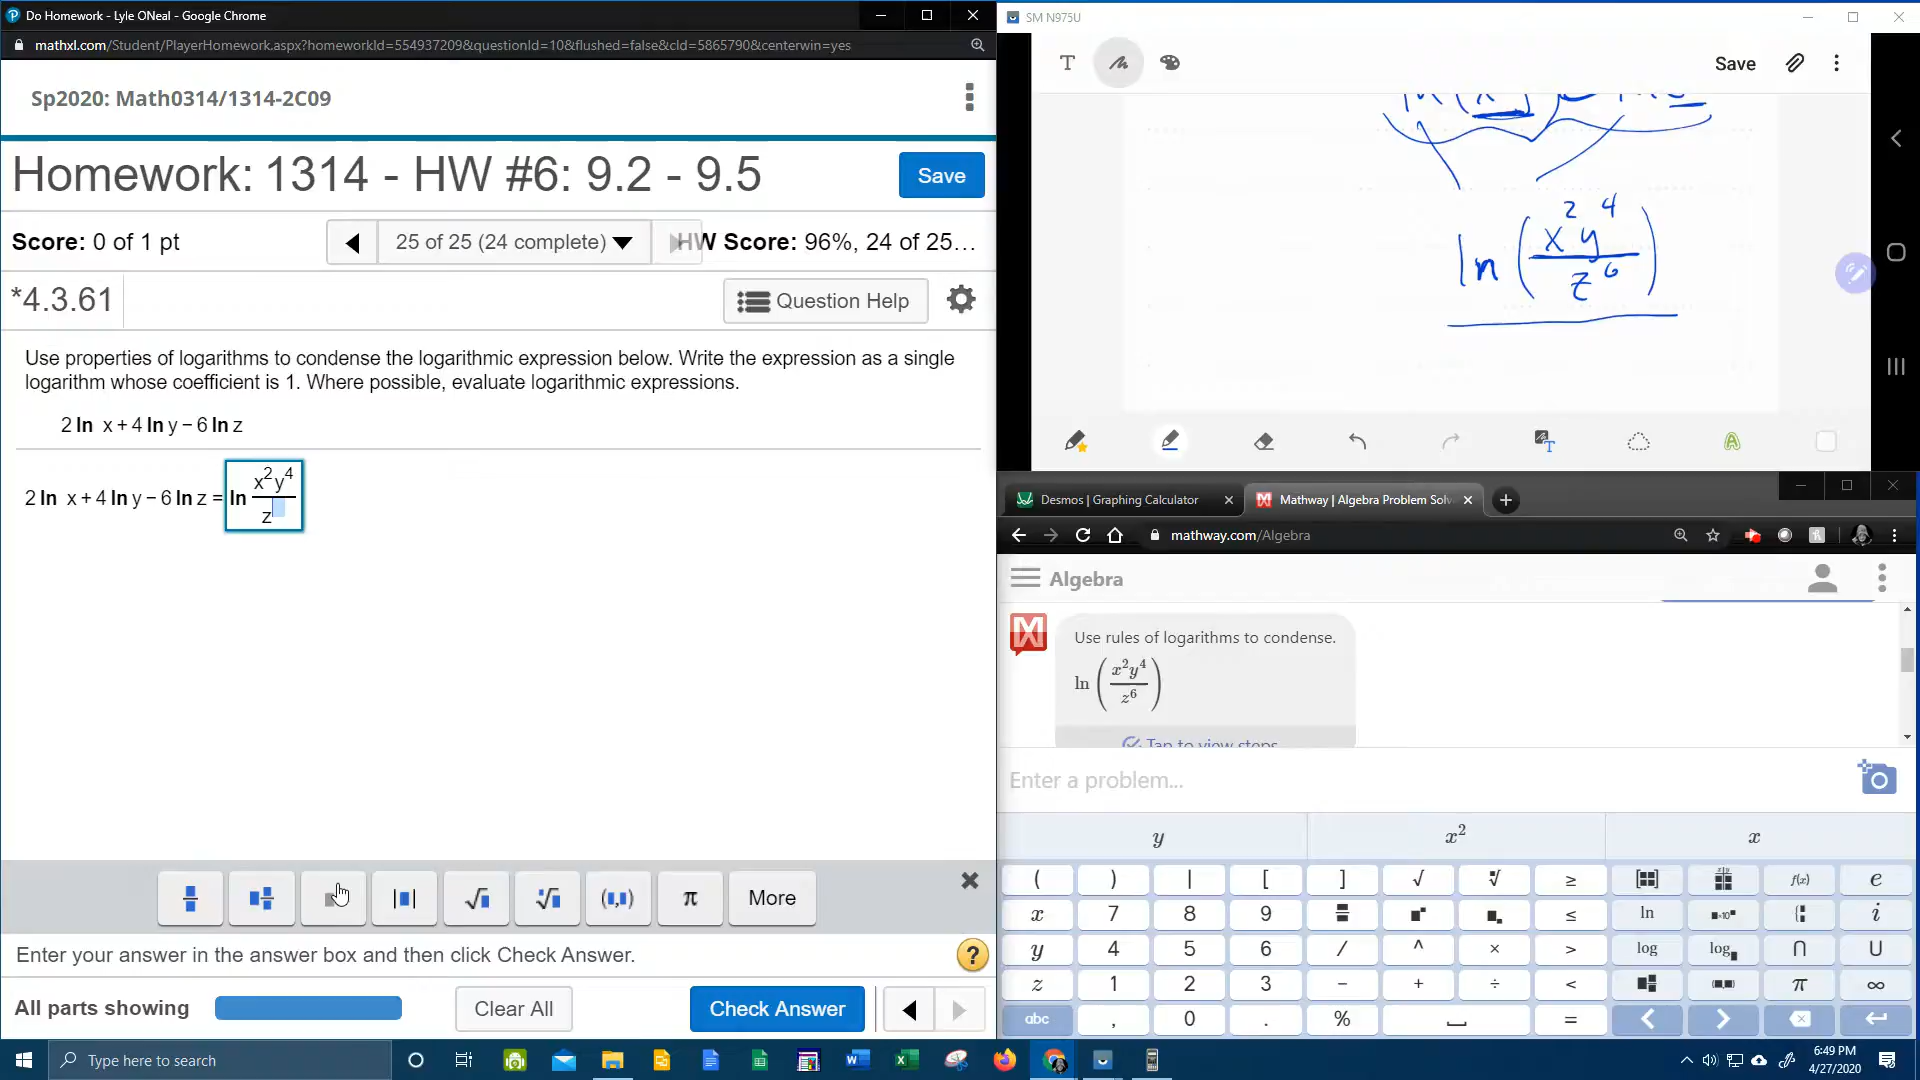 Do Homework - Lyle ONeal - Google Chrome
mathxl.com/Student/PlayerHomework.aspx?homeworkId=554937209&questionId=10&flushed=false&cId=5865790&centerwin=yes
Sp2020: Math0314/1314-2C09
Homework: 1314 - HW #6: 9.2 - 9.5
Save
Score: 0 of 1 pt
25 of 25 (24 complete)
HW Score: 96%, 24 of 25...
*4.3.61
Question Help
Use properties of logarithms to condense the logarithmic expression below. Write the expression as a single
logarithm whose coefficient is 1. Where possible, evaluate logarithmic expressions.
2 ln x + 4 ln y − 6 ln z
2 ln x + 4 ln y − 6 ln z = ln x²y⁴ / z
More
Enter your answer in the answer box and then click Check Answer.
?
All parts showing
Clear All
Check Answer
SM N975U
T
Save
ln (x²y⁴ / z⁶)
Desmos | Graphing Calculator
Mathway | Algebra Problem Solv
mathway.com/Algebra
Algebra
Use rules of logarithms to condense.
ln (x²y⁴ / z⁶)
Tap to view steps
Enter a problem...
y x² x
( ) | [ ] √ ≥ f(x) e
x 7 8 9 ≤ ln i
y 4 5 6 / ^ × > log log ∩ U
z 1 2 3 − + ÷ < π ∞
abc , 0 . % =
Type here to search
6:49 PM
4/27/2020